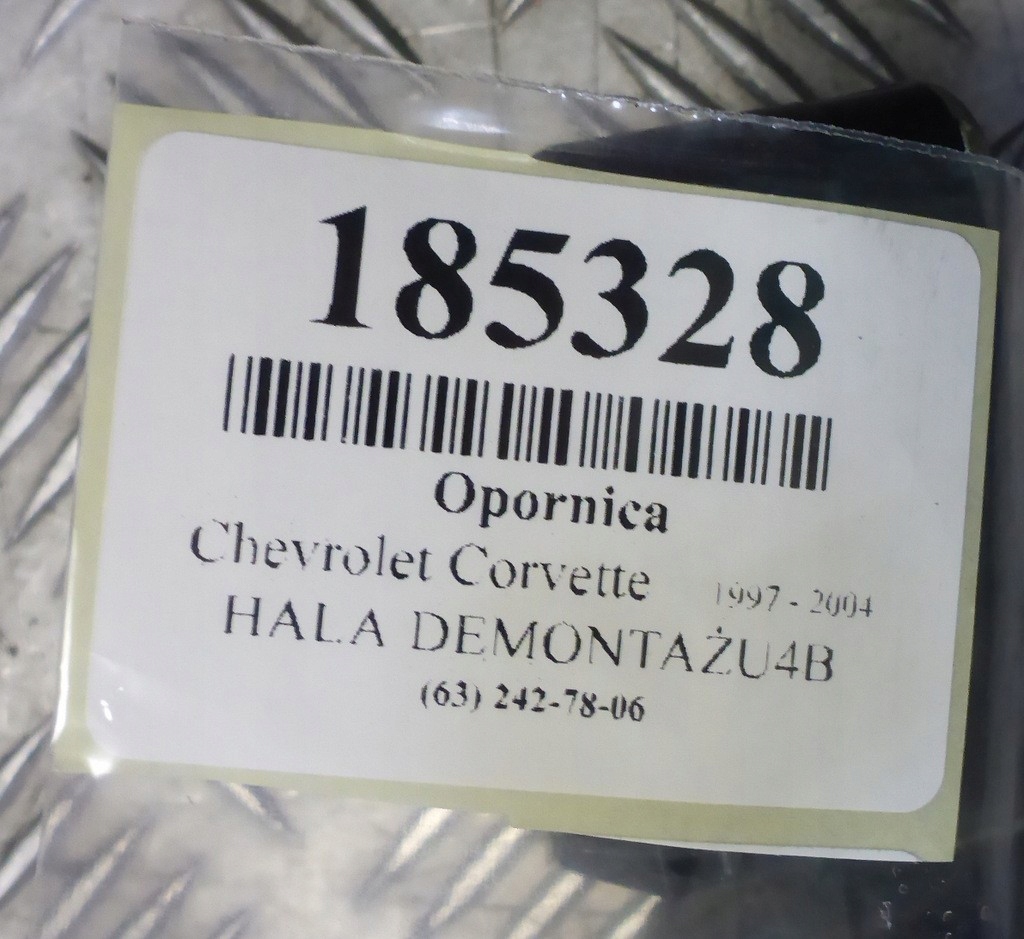 185328
Opornica
Chevrolet Corvette 1997 - 2004
HALA DEMONTAŻU4B
(63) 242-78-06